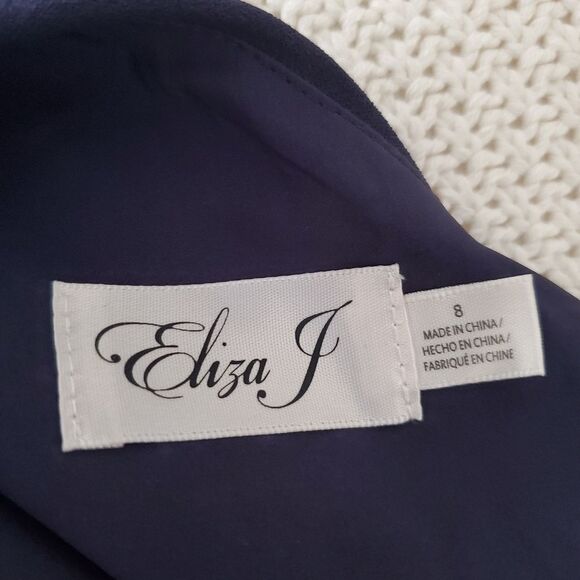 Eliza J
8
MADE IN CHINA/
HECHO EN CHINA/
FABRIQUÉ EN CHINE